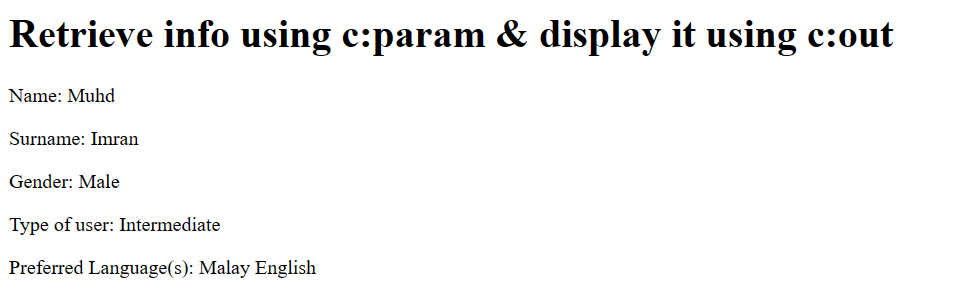 Retrieve info using c:param & display it using c:out
Name: Muhd
Surname: Imran
Gender: Male
Type of user: Intermediate
Preferred Language(s): Malay English